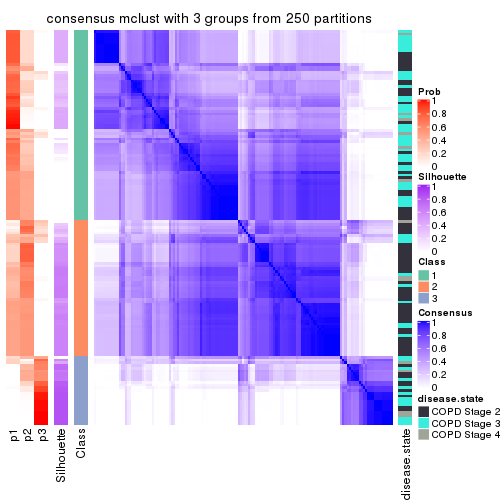 consensus mclust with 3 groups from 250 partitions
Prob
1
0.8
0.6
0.4
0.2
0
Silhouette
1
0.8
0.6
0.4
0.2
0
Class
1
2
3
Consensus
1
0.8
0.6
0.4
0.2
0
disease.state
COPD Stage 2
COPD Stage 3
COPD Stage 4
p1
p2
p3
Silhouette
Class
disease.state